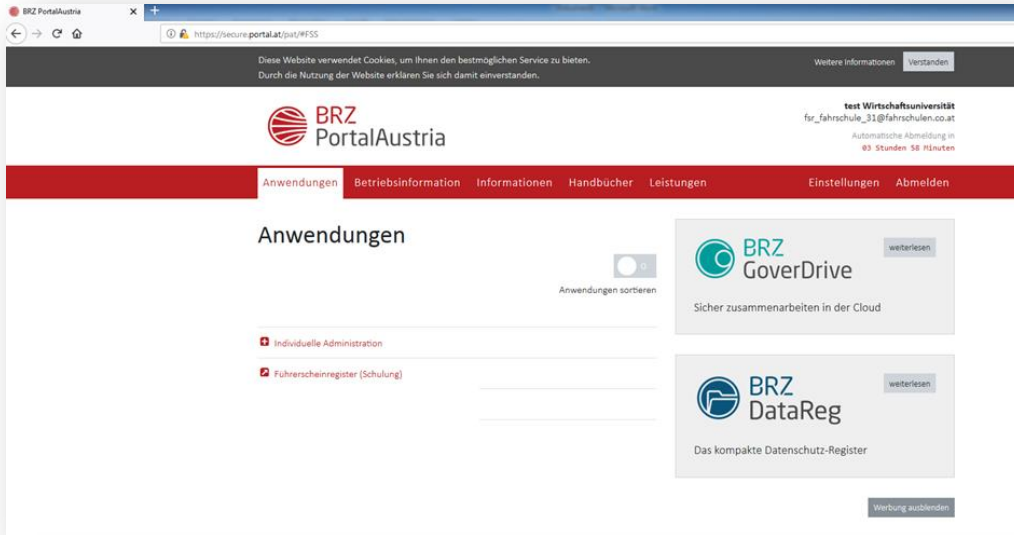 BRZ PortalAustria
https://secure.portal.at/pat/#FSS
Diese Website verwendet Cookies, um Ihnen den bestmöglichen Service zu bieten.
Durch die Nutzung der Website erklären Sie sich damit einverstanden.
Weitere Informationen
Verstanden
BRZ
PortalAustria
test Wirtschaftsuniversität
fsr_fahrschule_31@fahrschulen.co.at
Automatische Abmeldung in
03 Stunden 58 Minuten
Anwendungen Betriebsinformation Informationen Handbücher Leistungen Einstellungen Abmelden
Anwendungen
Anwendungen sortieren
Individuelle Administration
Führerscheinregister (Schulung)
BRZ
GoverDrive
weiterlesen
Sicher zusammenarbeiten in der Cloud
BRZ
DataReg
weiterlesen
Das kompakte Datenschutz-Register
Werbung ausblenden